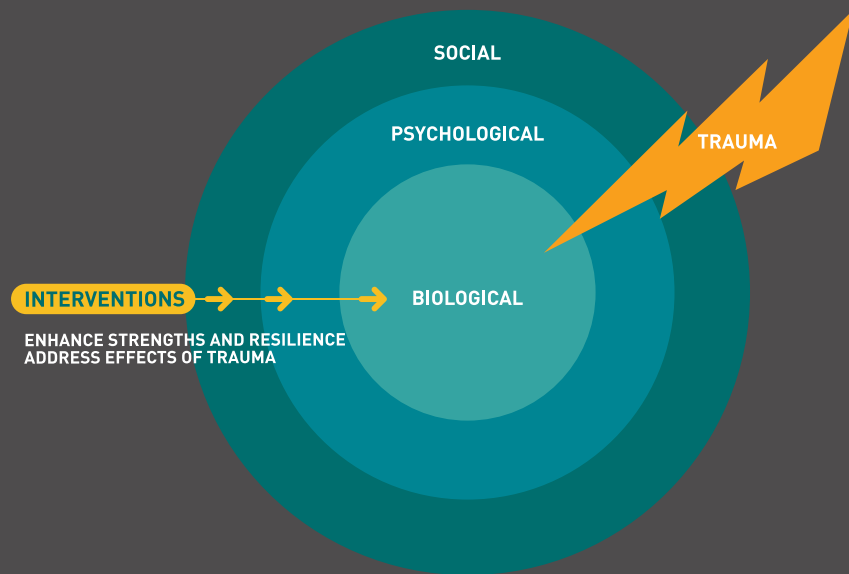 SOCIAL
PSYCHOLOGICAL
TRAUMA
BIOLOGICAL
INTERVENTIONS
ENHANCE STRENGTHS AND RESILIENCE
ADDRESS EFFECTS OF TRAUMA